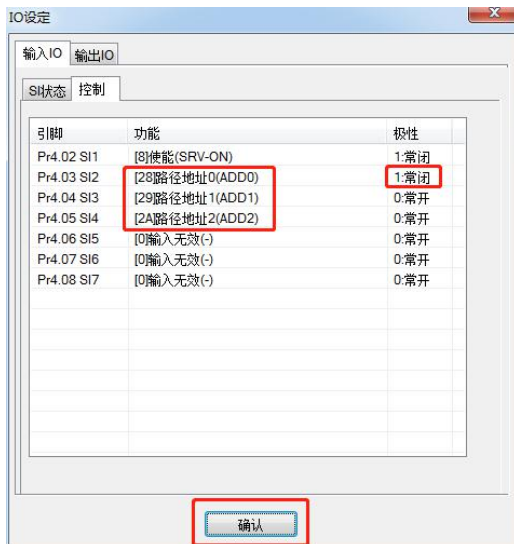 IO设定
输入IO 输出IO
SI状态 控制
引脚 功能 极性
Pr4.02 SI1 [8]使能(SRV-ON) 1:常闭
Pr4.03 SI2 [28]路径地址0(ADD0) 1:常闭
Pr4.04 SI3 [29]路径地址1(ADD1) 0:常开
Pr4.05 SI4 [2A]路径地址2(ADD2) 0:常开
Pr4.06 SI5 [0]输入无效(-) 0:常开
Pr4.07 SI6 [0]输入无效(-) 0:常开
Pr4.08 SI7 [0]输入无效(-) 0:常开
确认